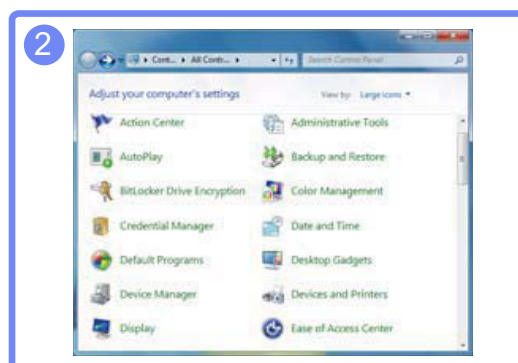 2
Cont... All Contr...
Search Control Panel
Adjust your computer's settings
View by: Large icons
Action Center
Administrative Tools
AutoPlay
Backup and Restore
BitLocker Drive Encryption
Color Management
Credential Manager
Date and Time
Default Programs
Desktop Gadgets
Device Manager
Devices and Printers
Display
Ease of Access Center